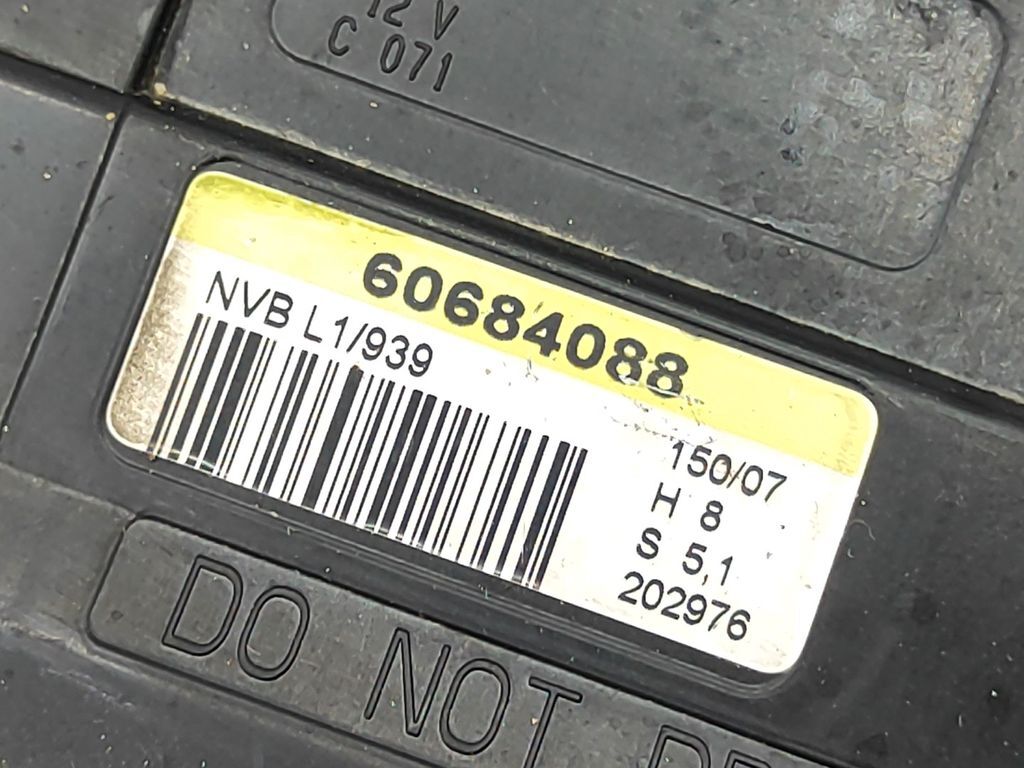 12 V
C 071
60684088
NVB L1/939
150/07
H 8
S 5,1
202976
DO NOT